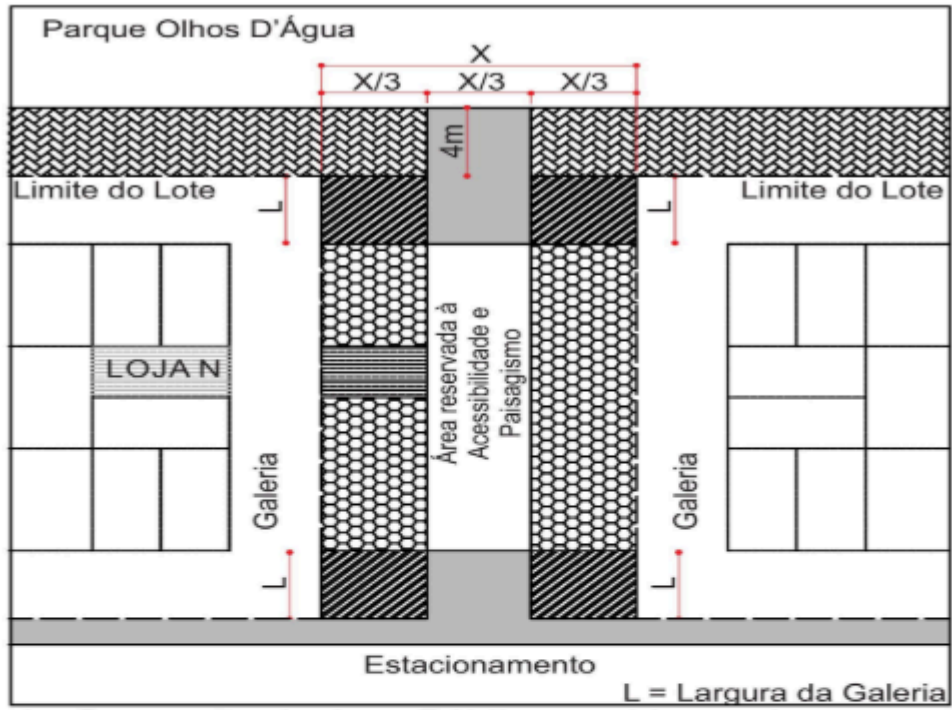 Parque Olhos D'Água
X
X/3
X/3
X/3
4m
Limite do Lote
Limite do Lote
L
L
LOJA N
Área reservada à
Acessibilidade e
Paisagismo
Galeria
Galeria
L
L
Estacionamento
L = Largura da Galeria